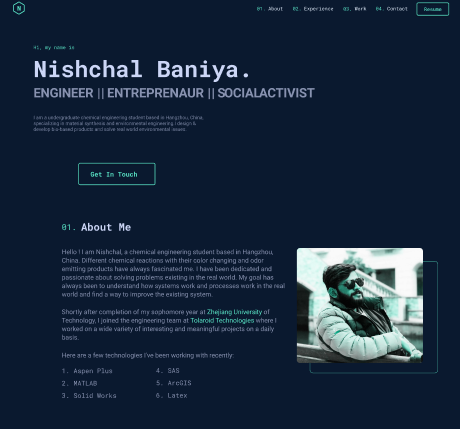 N
01. About
02. Experience
03. Work
04. Contact
Resume
Hi, my name is
Nishchal Baniya.
ENGINEER || ENTREPRENAUR || SOCIALACTIVIST
I am a undergraduate chemical engineering student based in Hangzhou, China,
specializing in material synthesis and environmental engineering. I design &
develop bio-based products and solve real world environmental issues.
Get In Touch
01. About Me
Hello ! I am Nishchal, a chemical engineering student based in Hangzhou,
China. Different chemical reactions with their color changing and odor
emitting products have always fascinated me. I have been dedicated and
passionate about solving problems existing in the real world. My goal has
always been to understand how systems work and processes work in the real
world and find a way to improve the existing system.
Shortly after completion of my sophomore year at Zhejiang University of
Technology, I joined the engineering team at Tolaroid Technologies where I
worked on a wide variety of interesting and meaningful projects on a daily
basis.
Here are a few technologies I've been working with recently:
1. Aspen Plus
4. SAS
2. MATLAB
5. ArcGIS
3. Solid Works
6. Latex